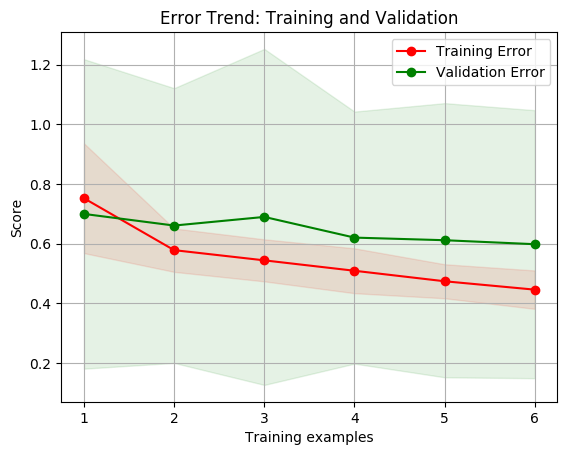 Error Trend: Training and Validation
Training Error
Validation Error
Score
1.2
1.0
0.8
0.6
0.4
0.2
1 2 3 4 5 6
Training examples